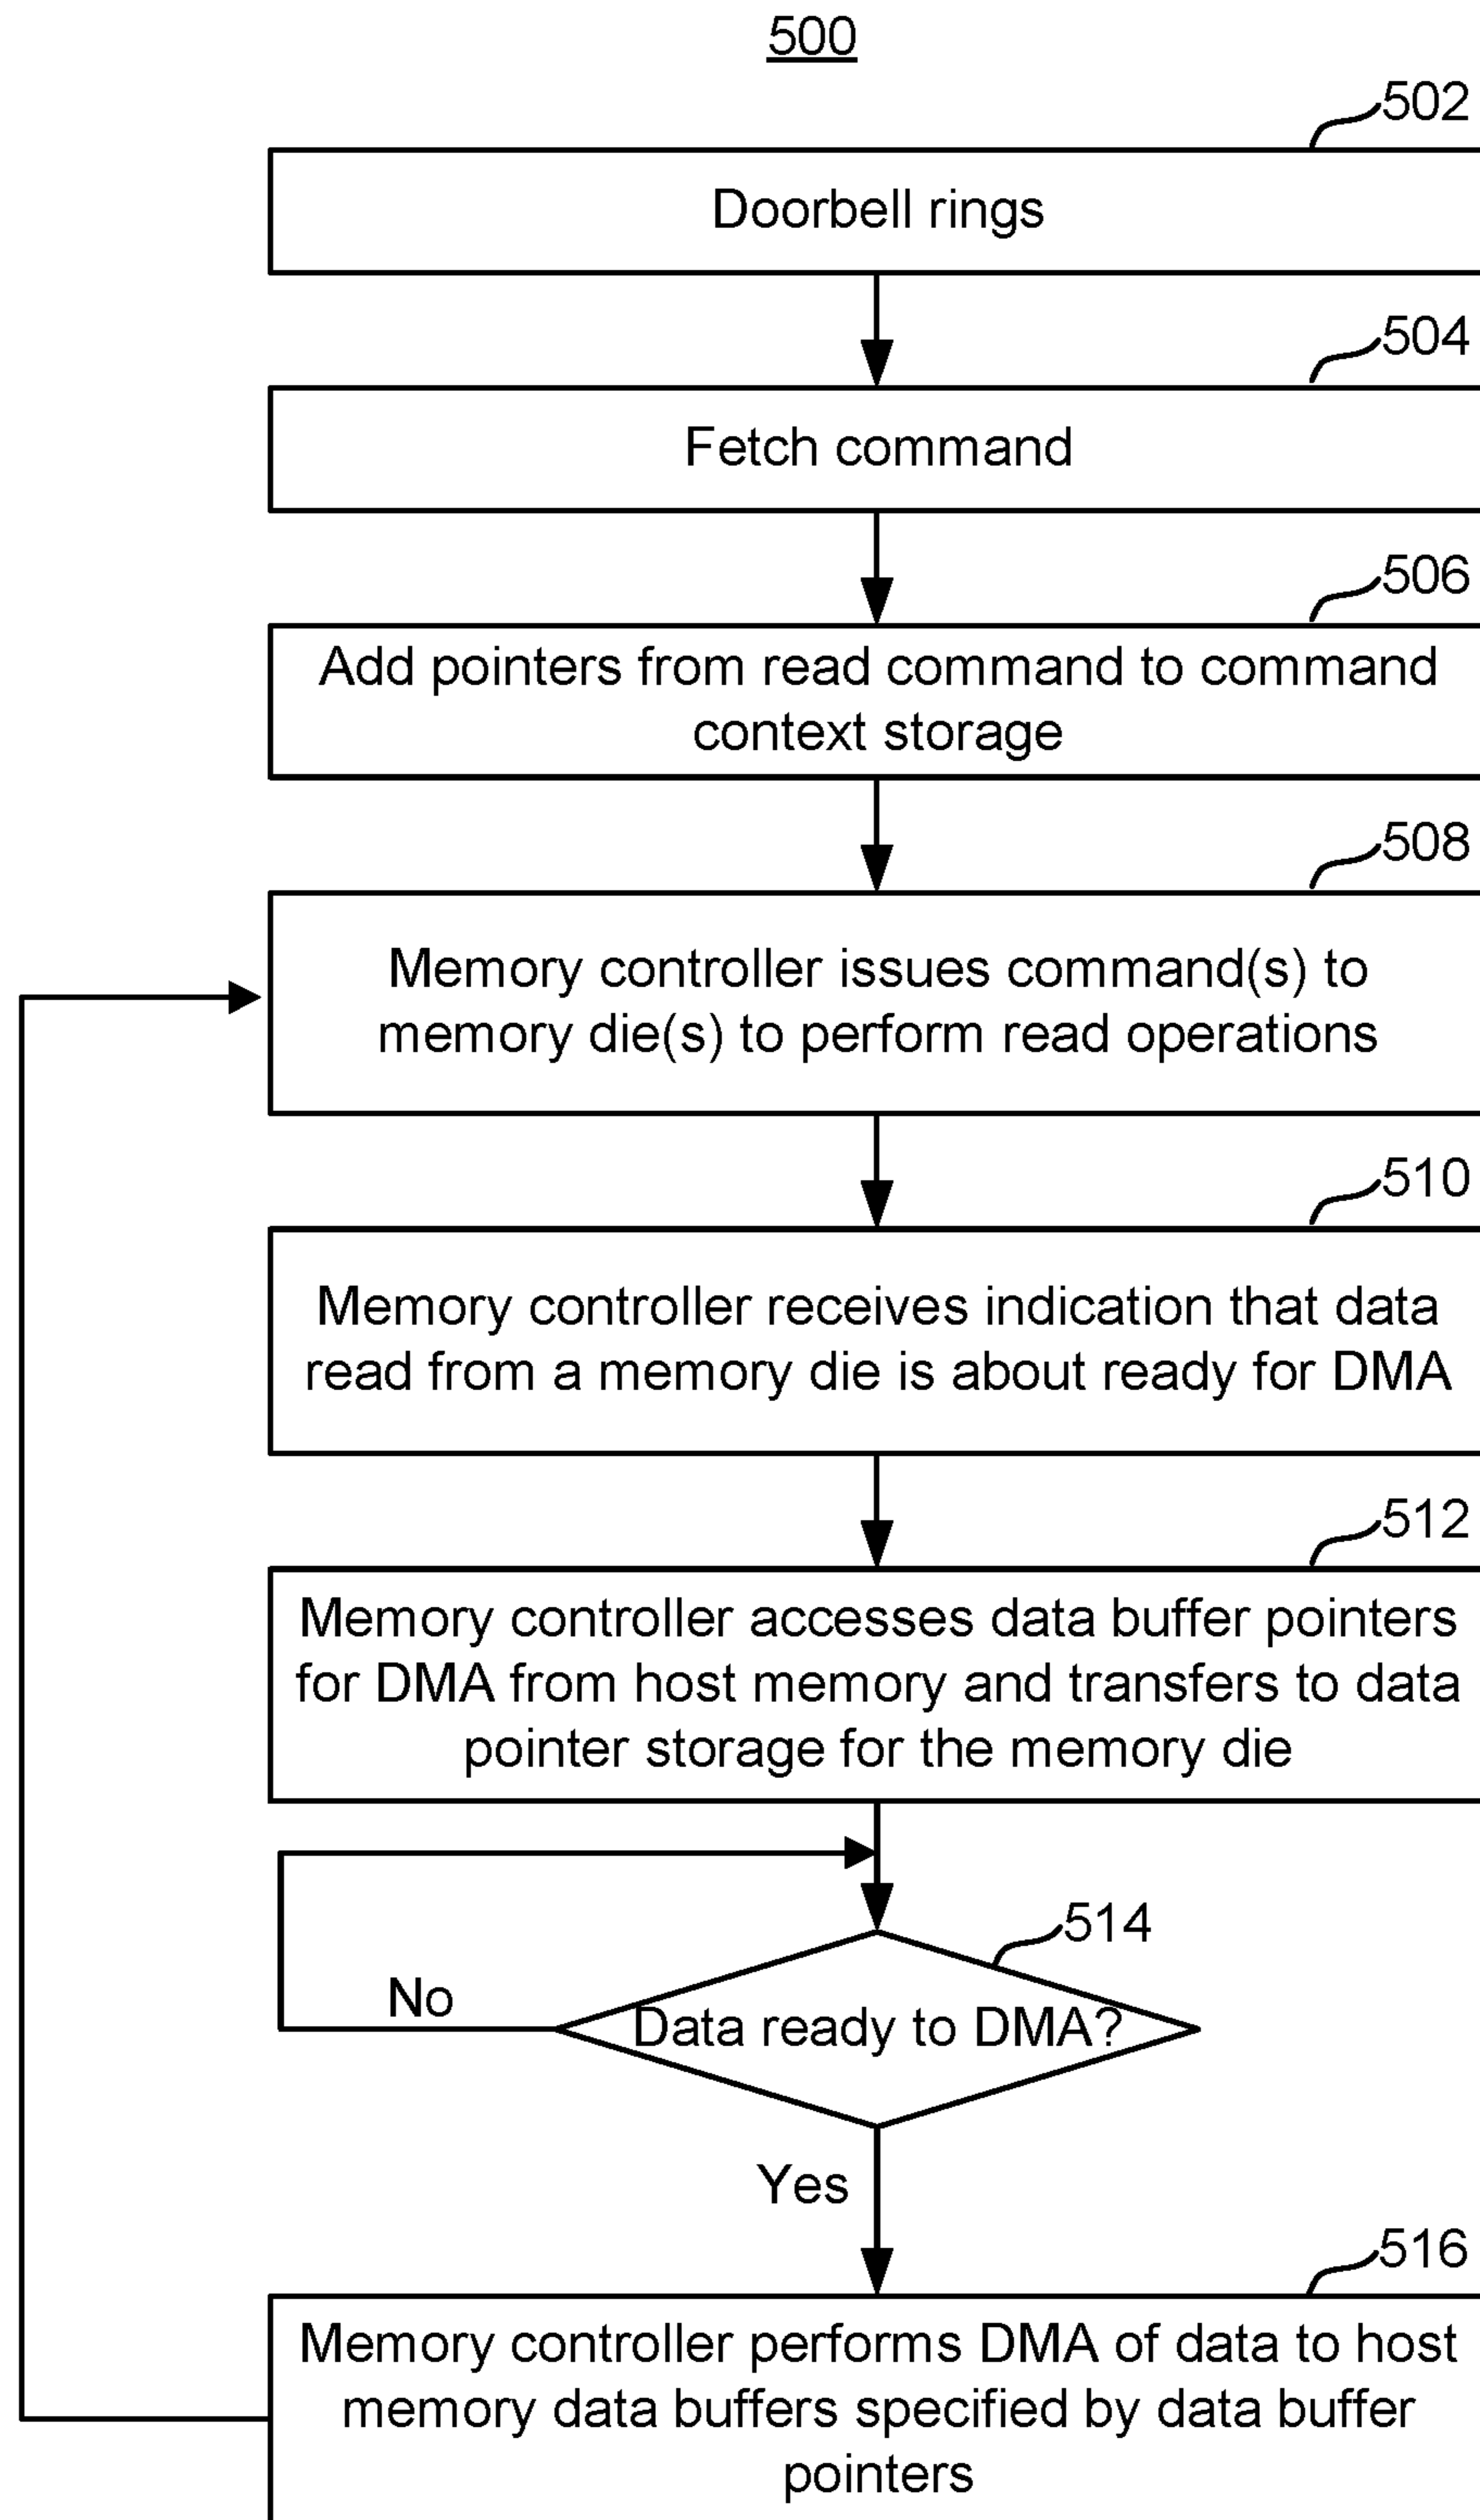 500
502
Doorbell rings
504
Fetch command
506
Add pointers from read command to command
context storage
508
Memory controller issues command(s) to
memory die(s) to perform read operations
510
Memory controller receives indication that data
read from a memory die is about ready for DMA
512
Memory controller accesses data buffer pointers
for DMA from host memory and transfers to data
pointer storage for the memory die
514
No
Data ready to DMA?
Yes
516
Memory controller performs DMA of data to host
memory data buffers specified by data buffer
pointers